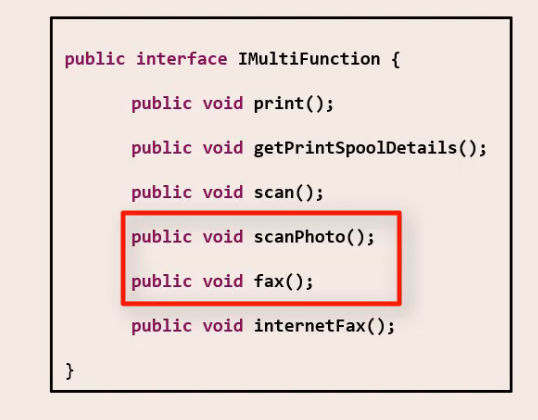 public interface IMultiFunction {
public void print();
public void getPrintSpoolDetails();
public void scan();
public void scanPhoto();
public void fax();
public void internetFax();
}